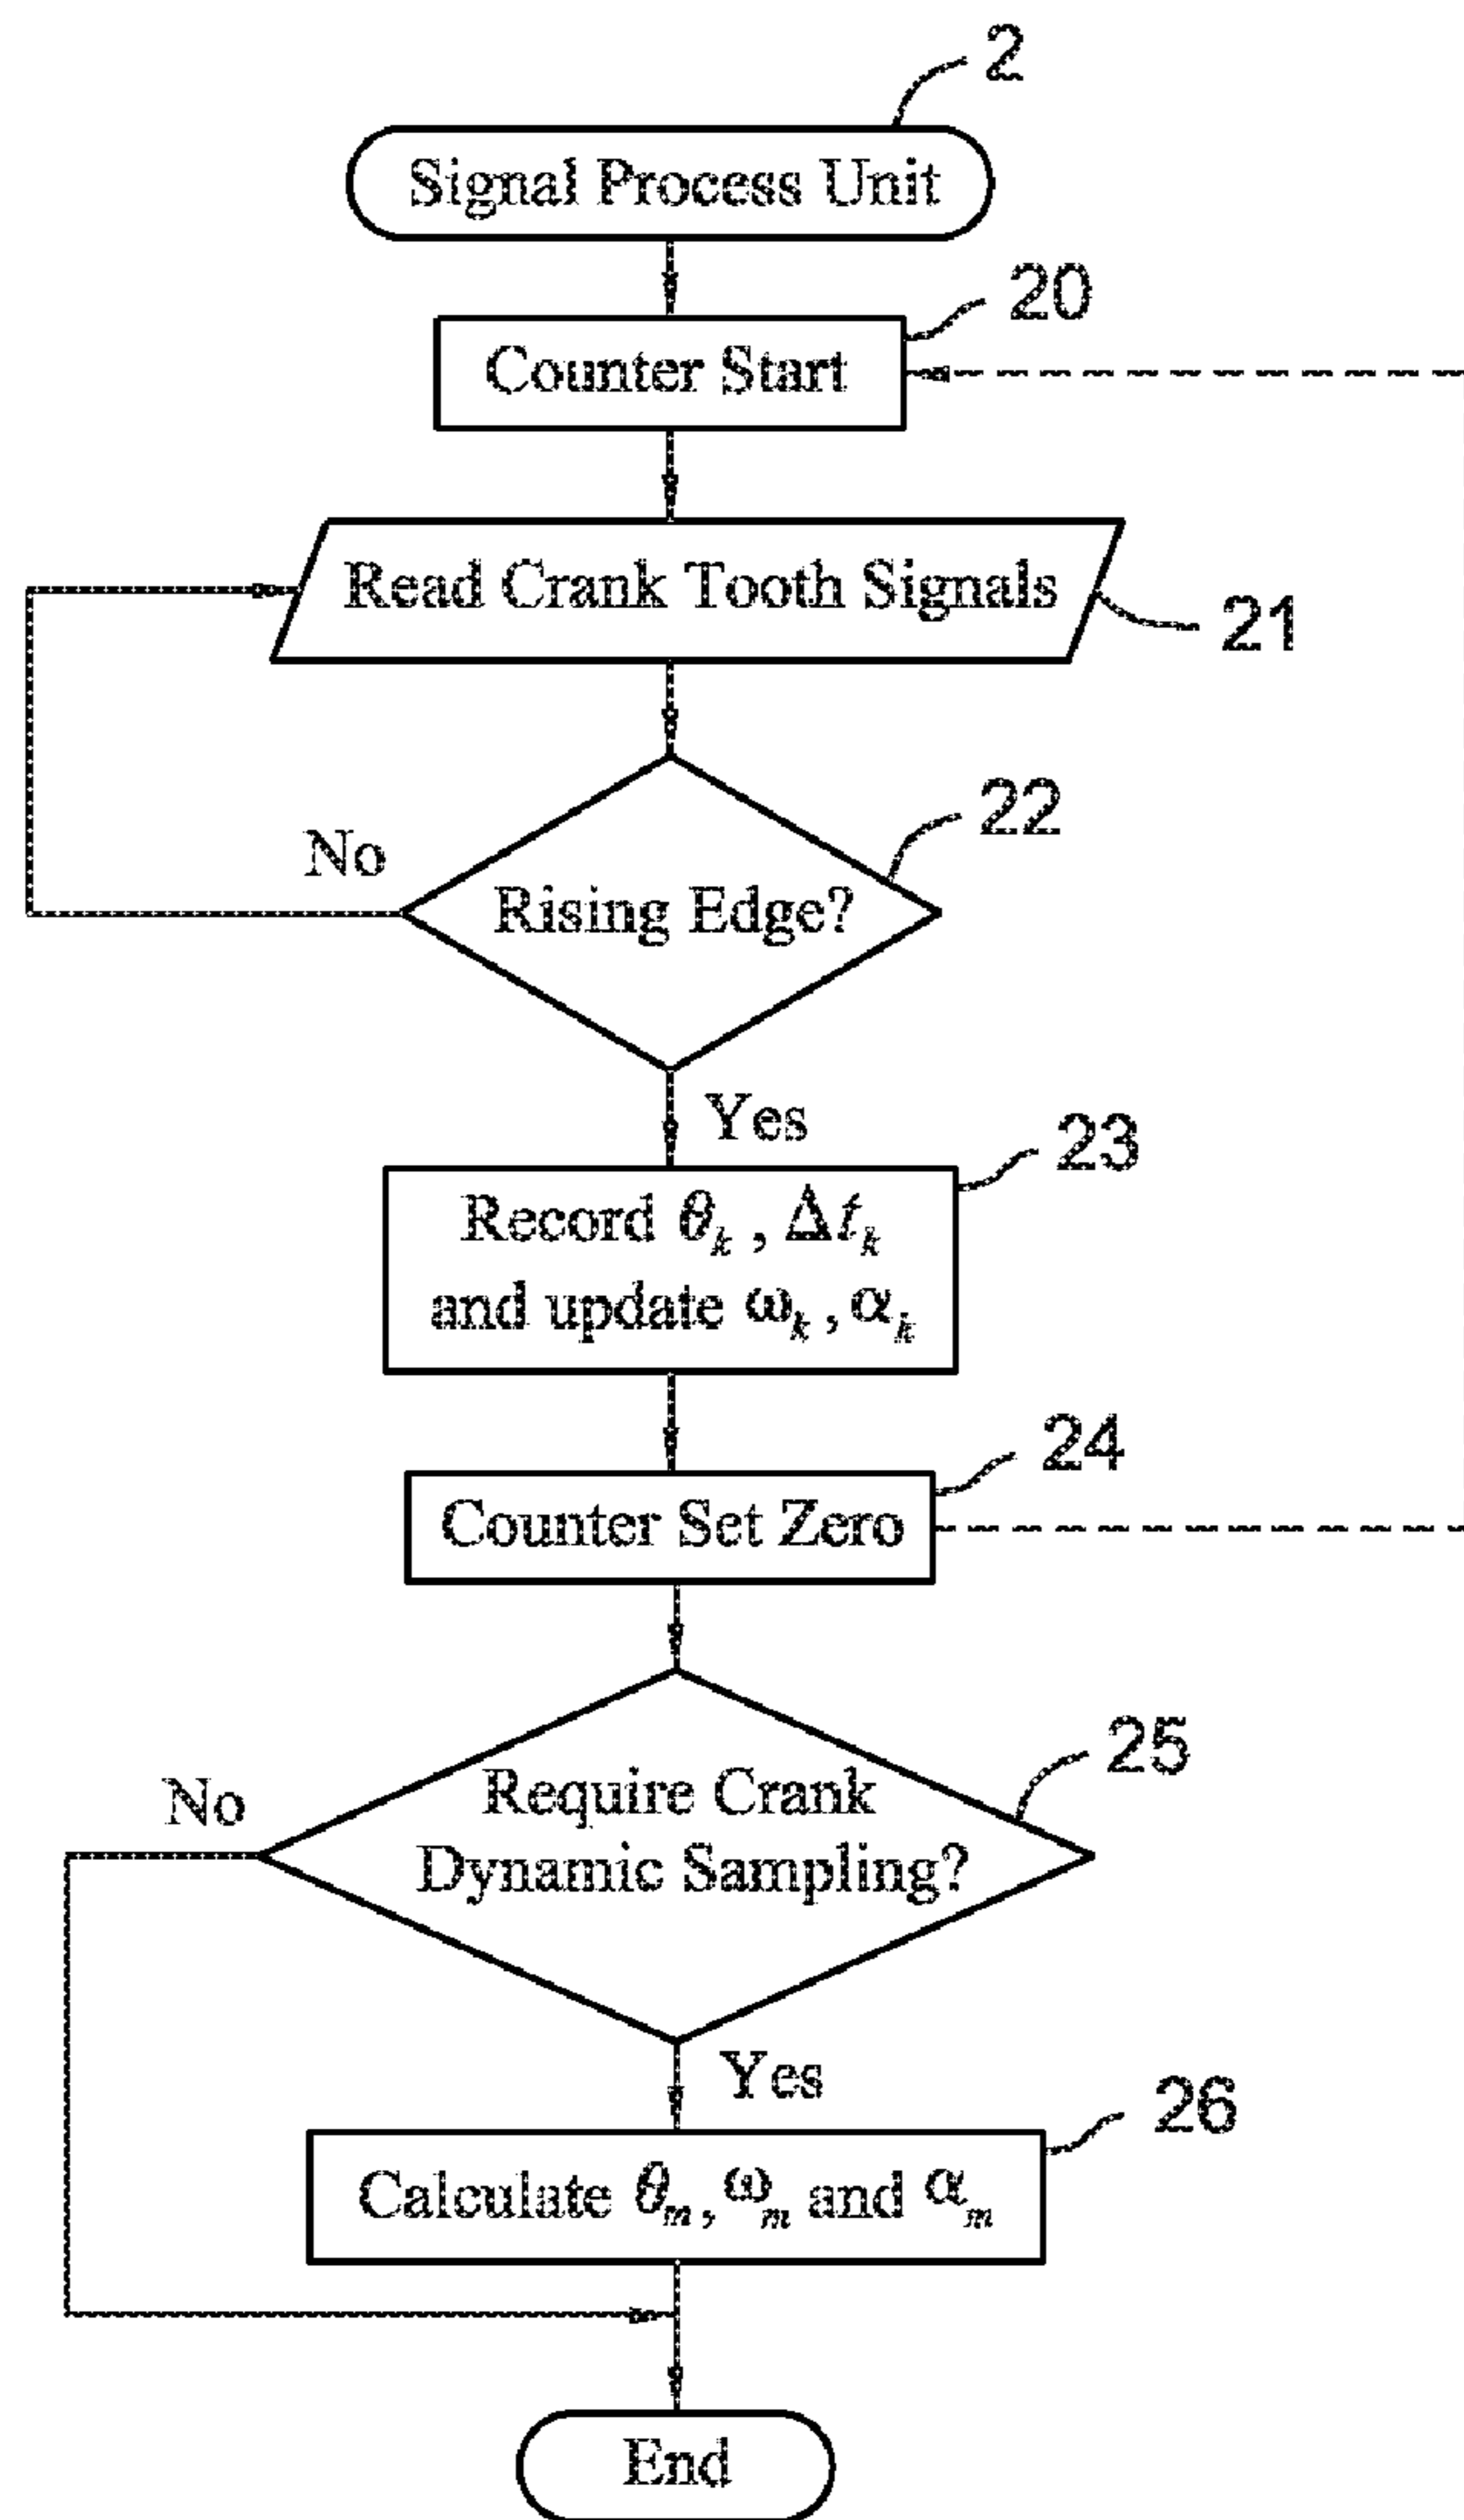 2
Signal Process Unit
20
Counter Start
Read Crank Tooth Signals
21
22
No
Rising Edge?
Yes
23
Record θₖ , Δtₖ
and update ωₖ , αₖ
24
Counter Set Zero
25
No
Require Crank
Dynamic Sampling?
Yes
26
Calculate θₘ, ωₘ and αₘ
End